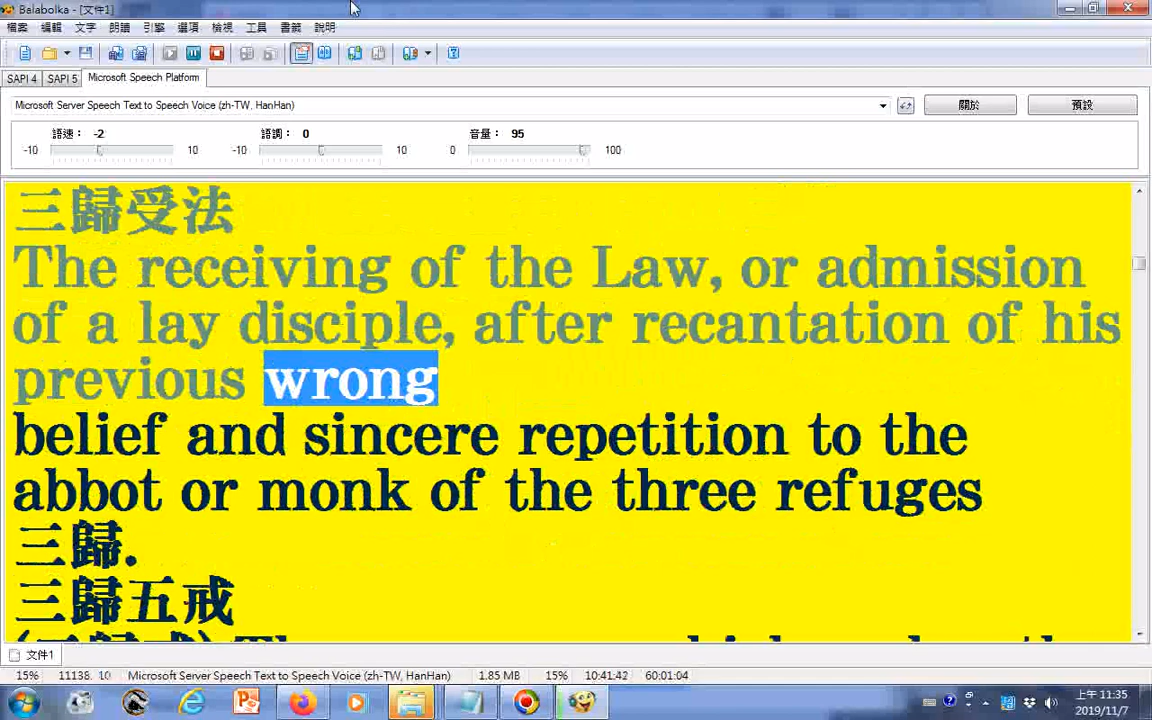 Balabolka - [文件1]
檔案 編輯 文字 朗讀 引擎 選項 檢視 工具 書籤 說明
SAPI 4 SAPI 5 Microsoft Speech Platform
Microsoft Server Speech Text to Speech Voice (zh-TW, HanHan) 關於 預設
語速： -2 語調： 0 音量： 95
-10 10 -10 10 0 100
三歸受法
The receiving of the Law, or admission
of a lay disciple, after recantation of his
previous wrong
belief and sincere repetition to the
abbot or monk of the three refuges
三歸.
三歸五戒
文件1
15% 11138: 10 Microsoft Server Speech Text to Speech Voice (zh-TW, HanHan) 1.85 MB 15% 10:41:42 60:01:04
上午 11:35
2019/11/7